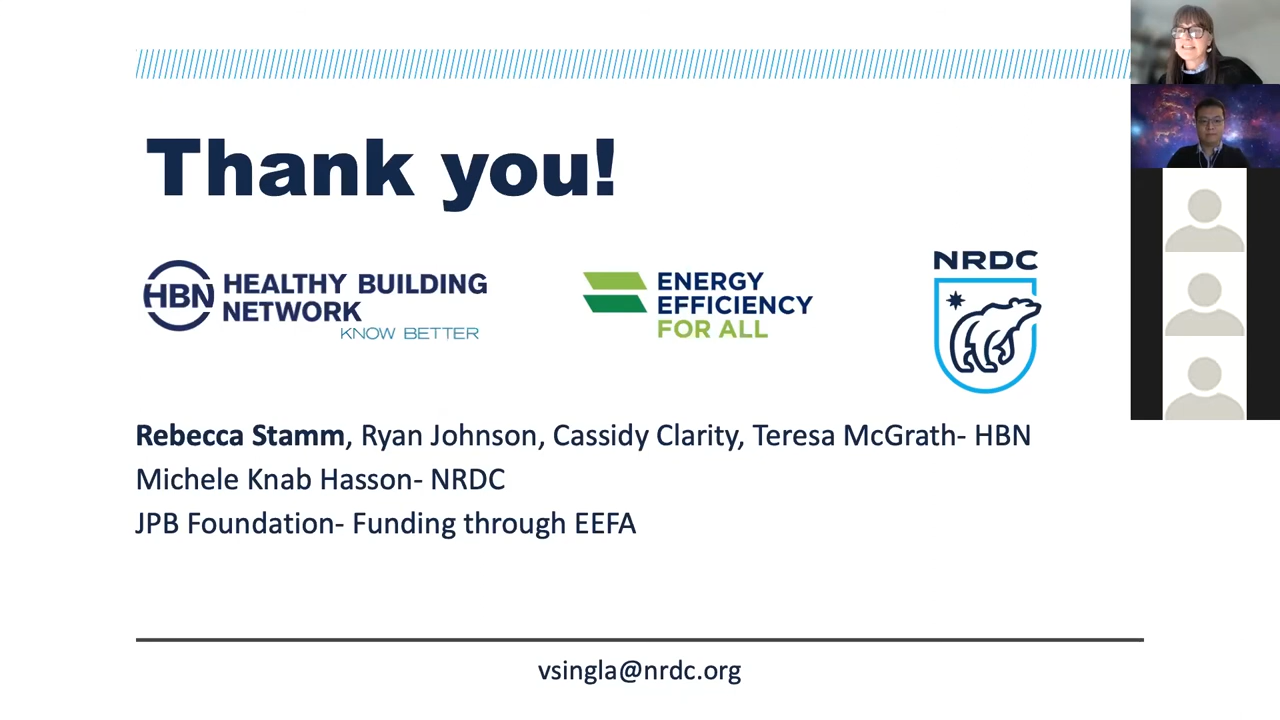 Thank you!
HBN
HEALTHY BUILDING
NETWORK
KNOW BETTER
ENERGY
EFFICIENCY
FOR ALL
NRDC
Rebecca Stamm, Ryan Johnson, Cassidy Clarity, Teresa McGrath- HBN
Michele Knab Hasson- NRDC
JPB Foundation- Funding through EEFA
vsingla@nrdc.org